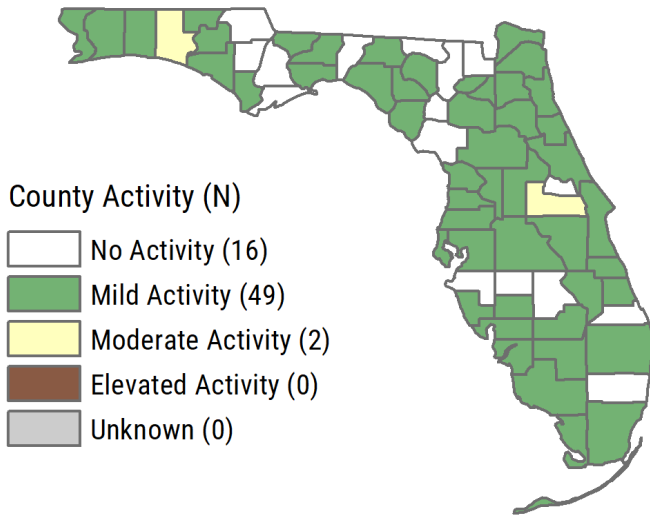 County Activity (N)
No Activity (16)
Mild Activity (49)
Moderate Activity (2)
Elevated Activity (0)
Unknown (0)